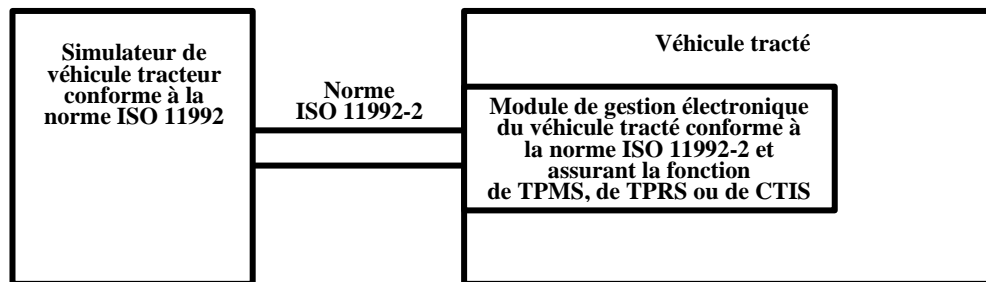 Simulateur de
véhicule tracteur
conforme à la
norme ISO 11992
Norme
ISO 11992-2
Véhicule tracté
Module de gestion électronique
du véhicule tracté conforme à
la norme ISO 11992-2 et
assurant la fonction
de TPMS, de TPRS ou de CTIS